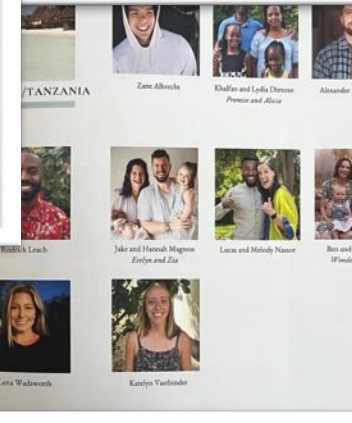 /TANZANIA
Zane Albrecht
Khalfan and Lydia Dimoso
Promise and Alicia
Alexander
Rodrick Leach
Jake and Hannah Magness
Evelyn and Zia
Lucas and Melody Nassor
Ben and
Lena Wadsworth
Katelyn